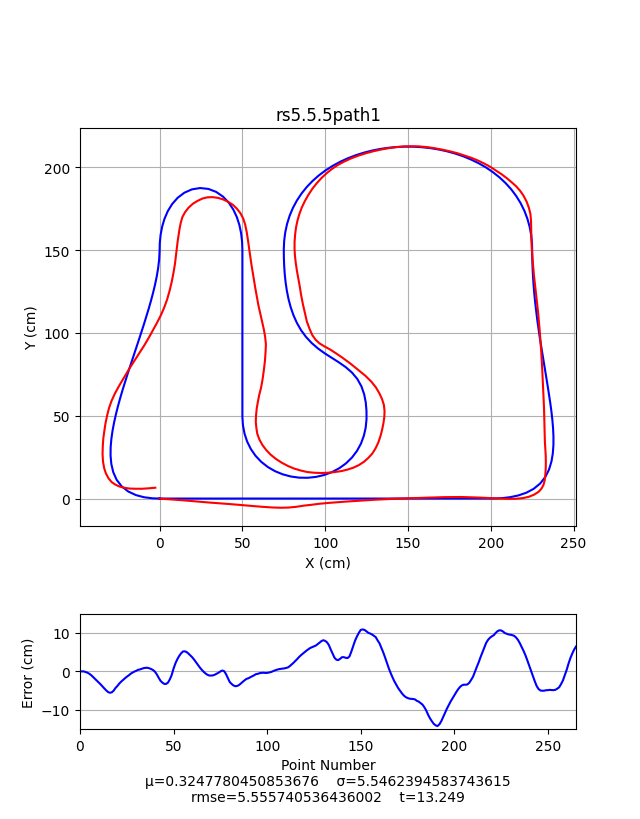 rs5.5.5path1
200
150
100
50
0
Y (cm)
0 50 100 150 200 250
X (cm)
10
0
−10
Error (cm)
0 50 100 150 200 250
Point Number
μ=0.3247780450853676 σ=5.5462394583743615
rmse=5.555740536436002 t=13.249